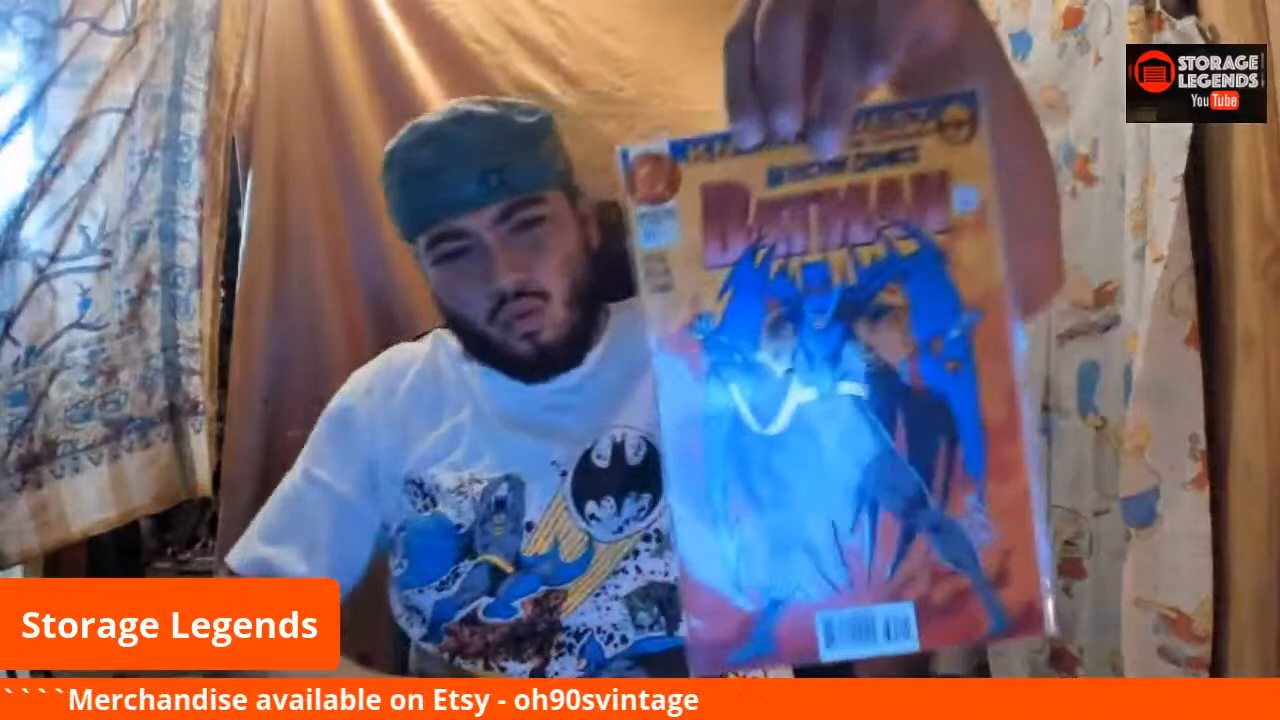 STORAGE
LEGENDS
YouTube
DETECTIVE COMICS
BATMAN
Storage Legends
````Merchandise available on Etsy - oh90svintage